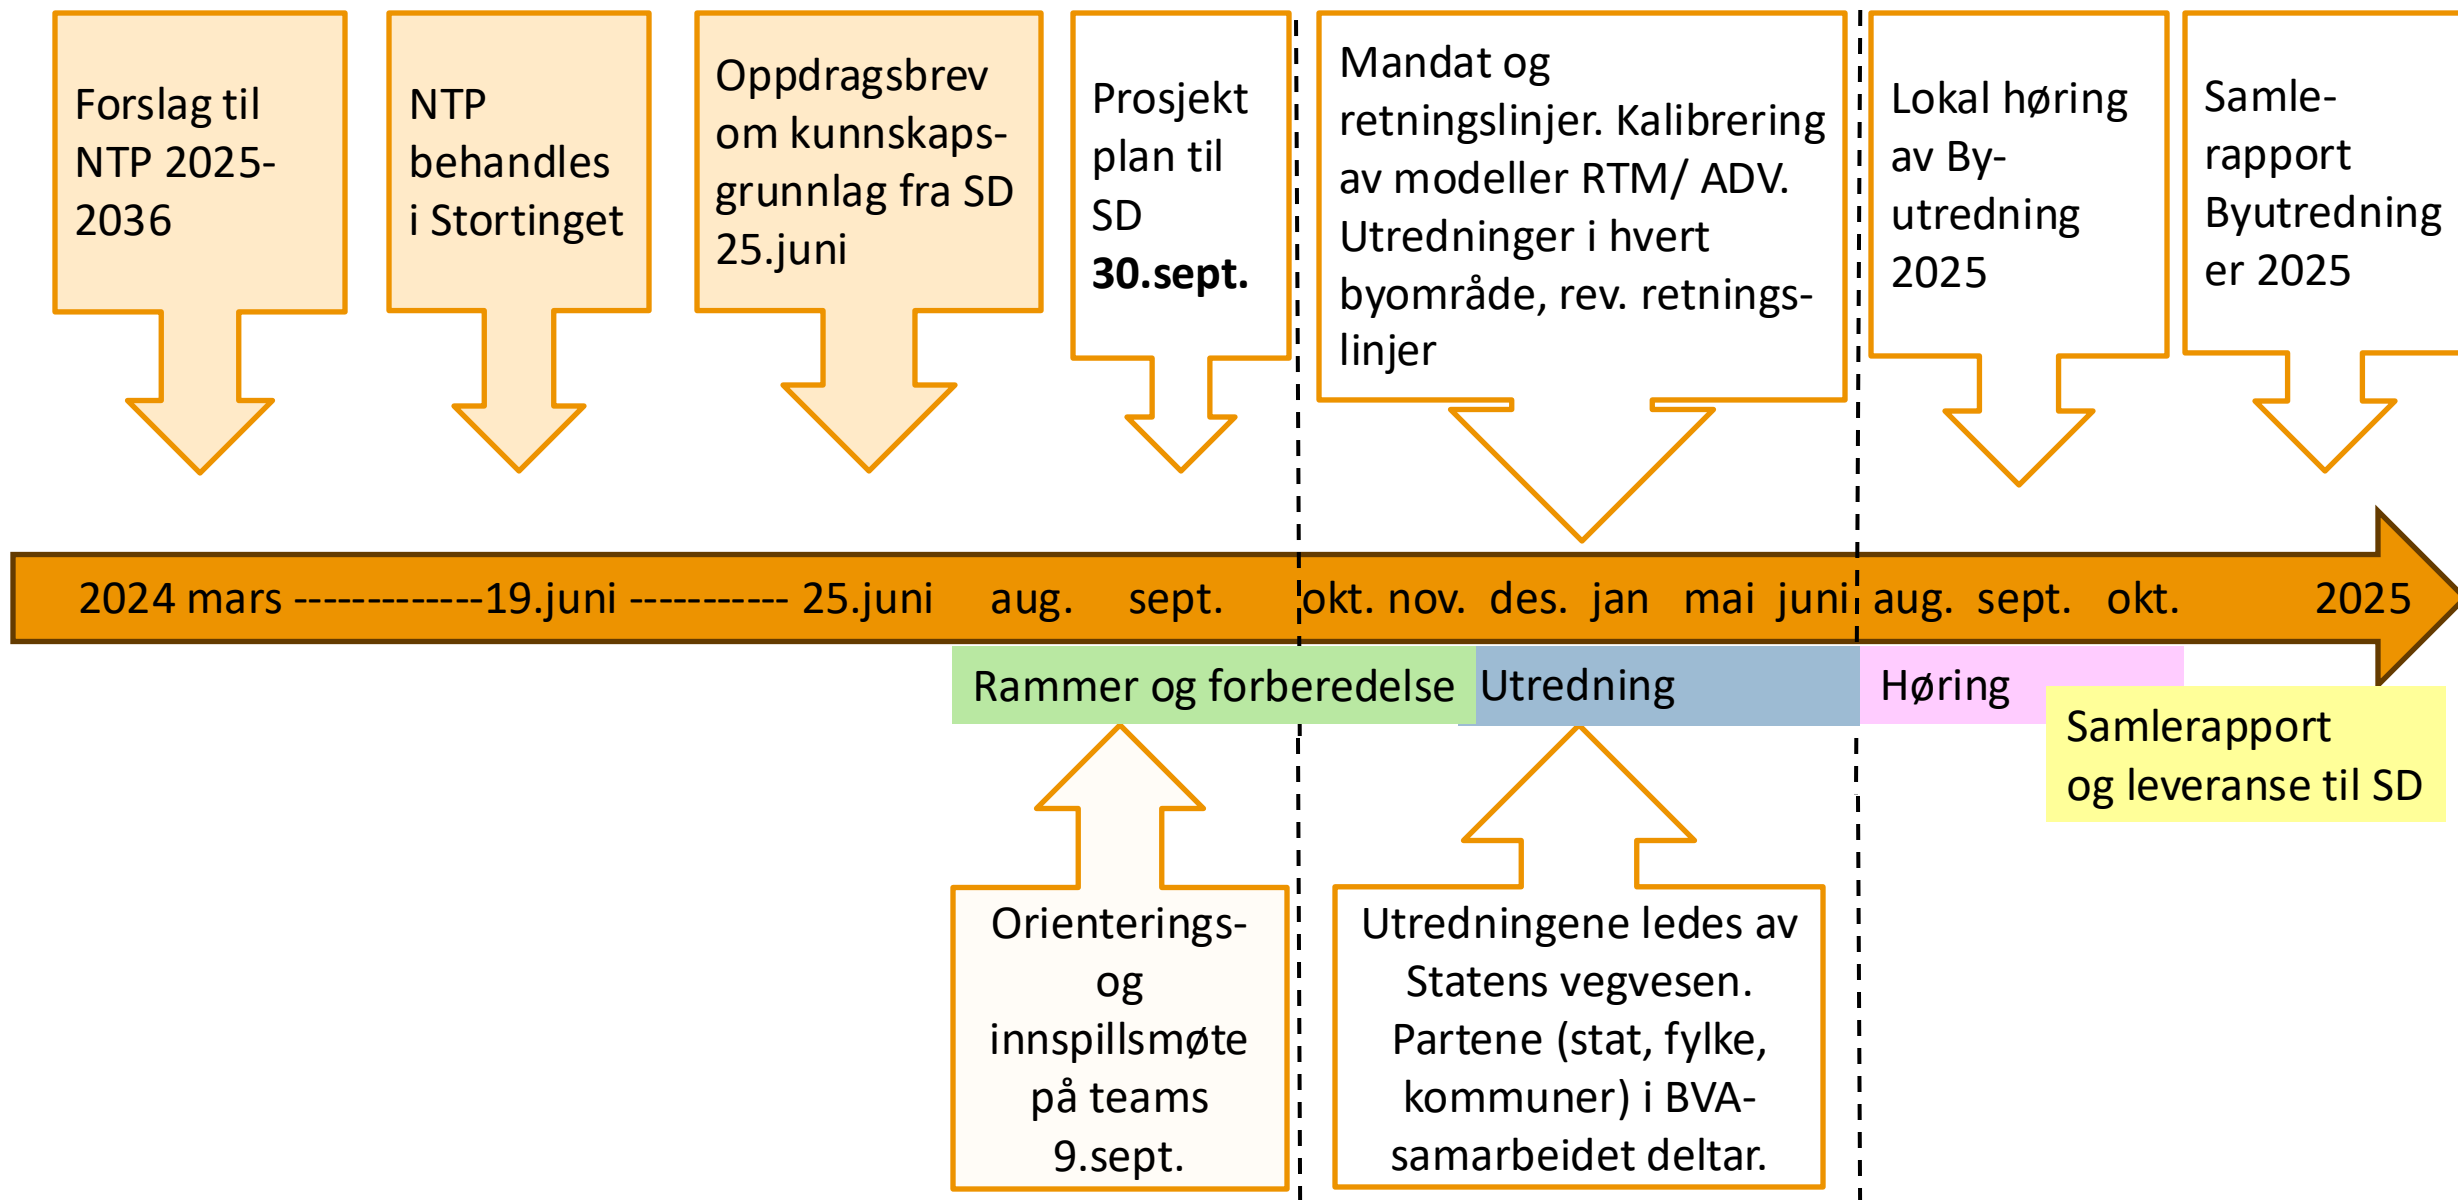 Forslag til
NTP 2025-
2036
NTP
behandles
i Stortinget
Oppdragsbrev
om kunnskaps-
grunnlag fra SD
25.juni
Prosjekt
plan til
SD
30.sept.
Mandat og
retningslinjer. Kalibrering
av modeller RTM/ ADV.
Utredninger i hvert
byområde, rev. retnings-
linjer
Lokal høring
av By-
utredning
2025
Samle-
rapport
Byutredning
er 2025
2024 mars -------------19.juni ----------- 25.juni aug. sept. okt. nov. des. jan mai juni aug. sept. okt. 2025
Rammer og forberedelse
Utredning
Høring
Samlerapport
og leveranse til SD
Orienterings-
og
innspillsmøte
på teams
9.sept.
Utredningene ledes av
Statens vegvesen.
Partene (stat, fylke,
kommuner) i BVA-
samarbeidet deltar.